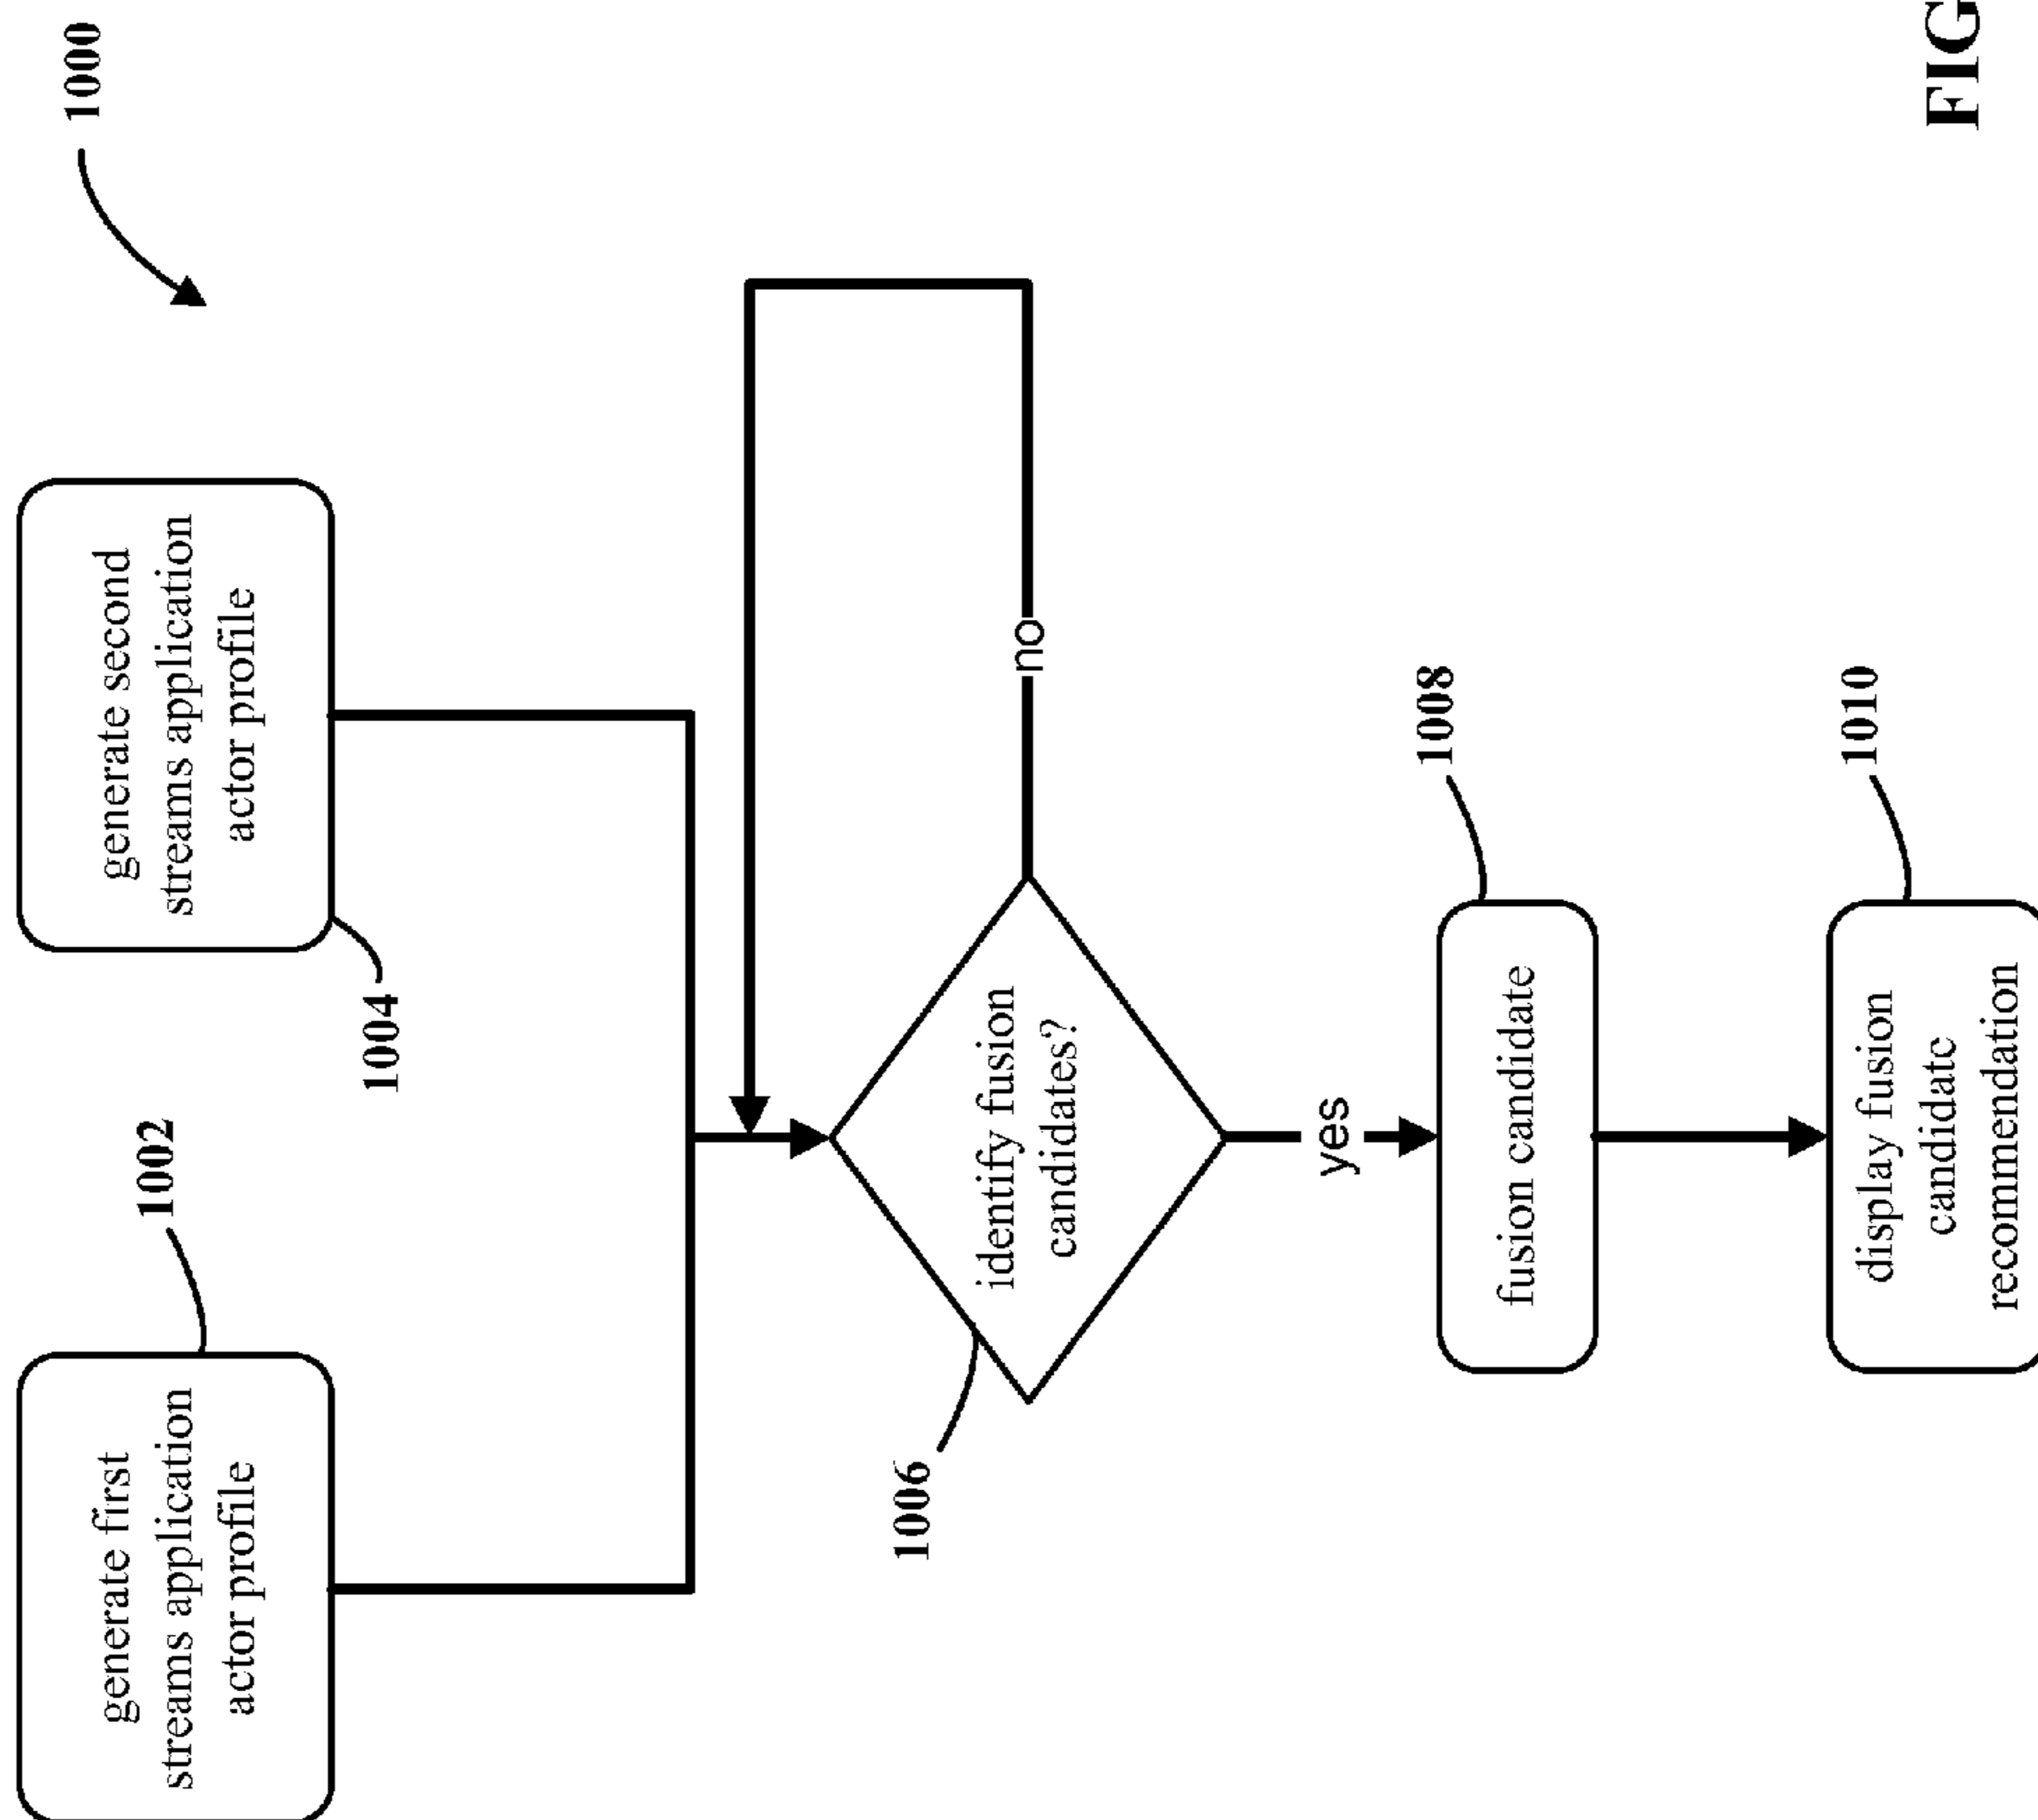 1000
1002
generate first
streams application
actor profile
1004
generate second
streams application
actor profile
1006
identify fusion
candidates?
no
yes
1008
fusion candidate
1010
display fusion
candidate
recommendation
FIG